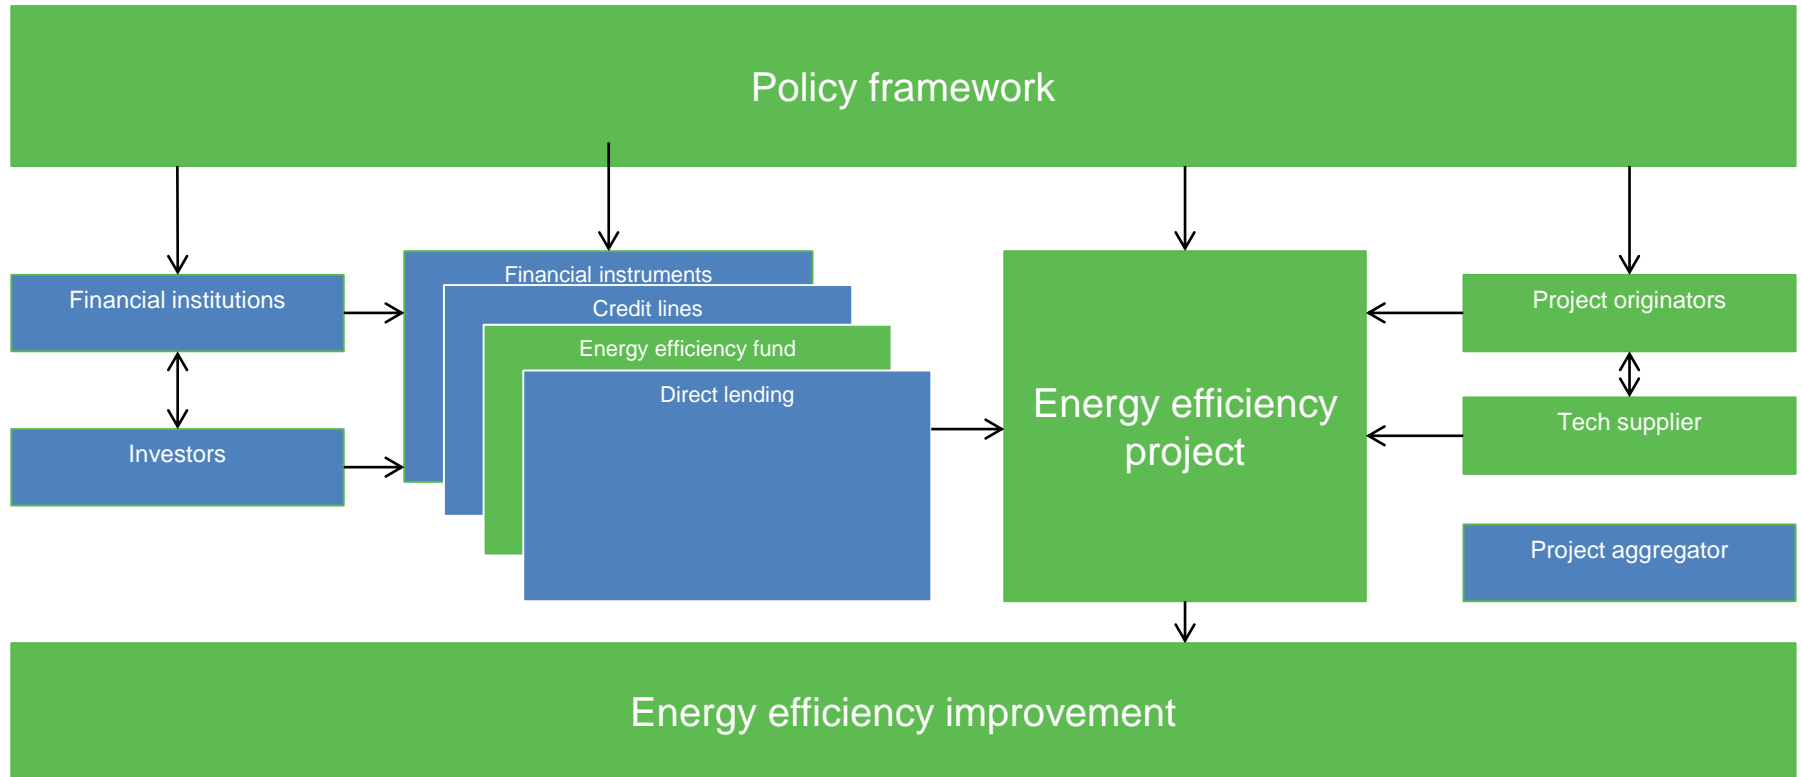 Policy framework
Financial institutions
Investors
Financial instruments
Credit lines
Energy efficiency fund
Direct lending
Energy efficiency
project
Project originators
Tech supplier
Project aggregator
Energy efficiency improvement